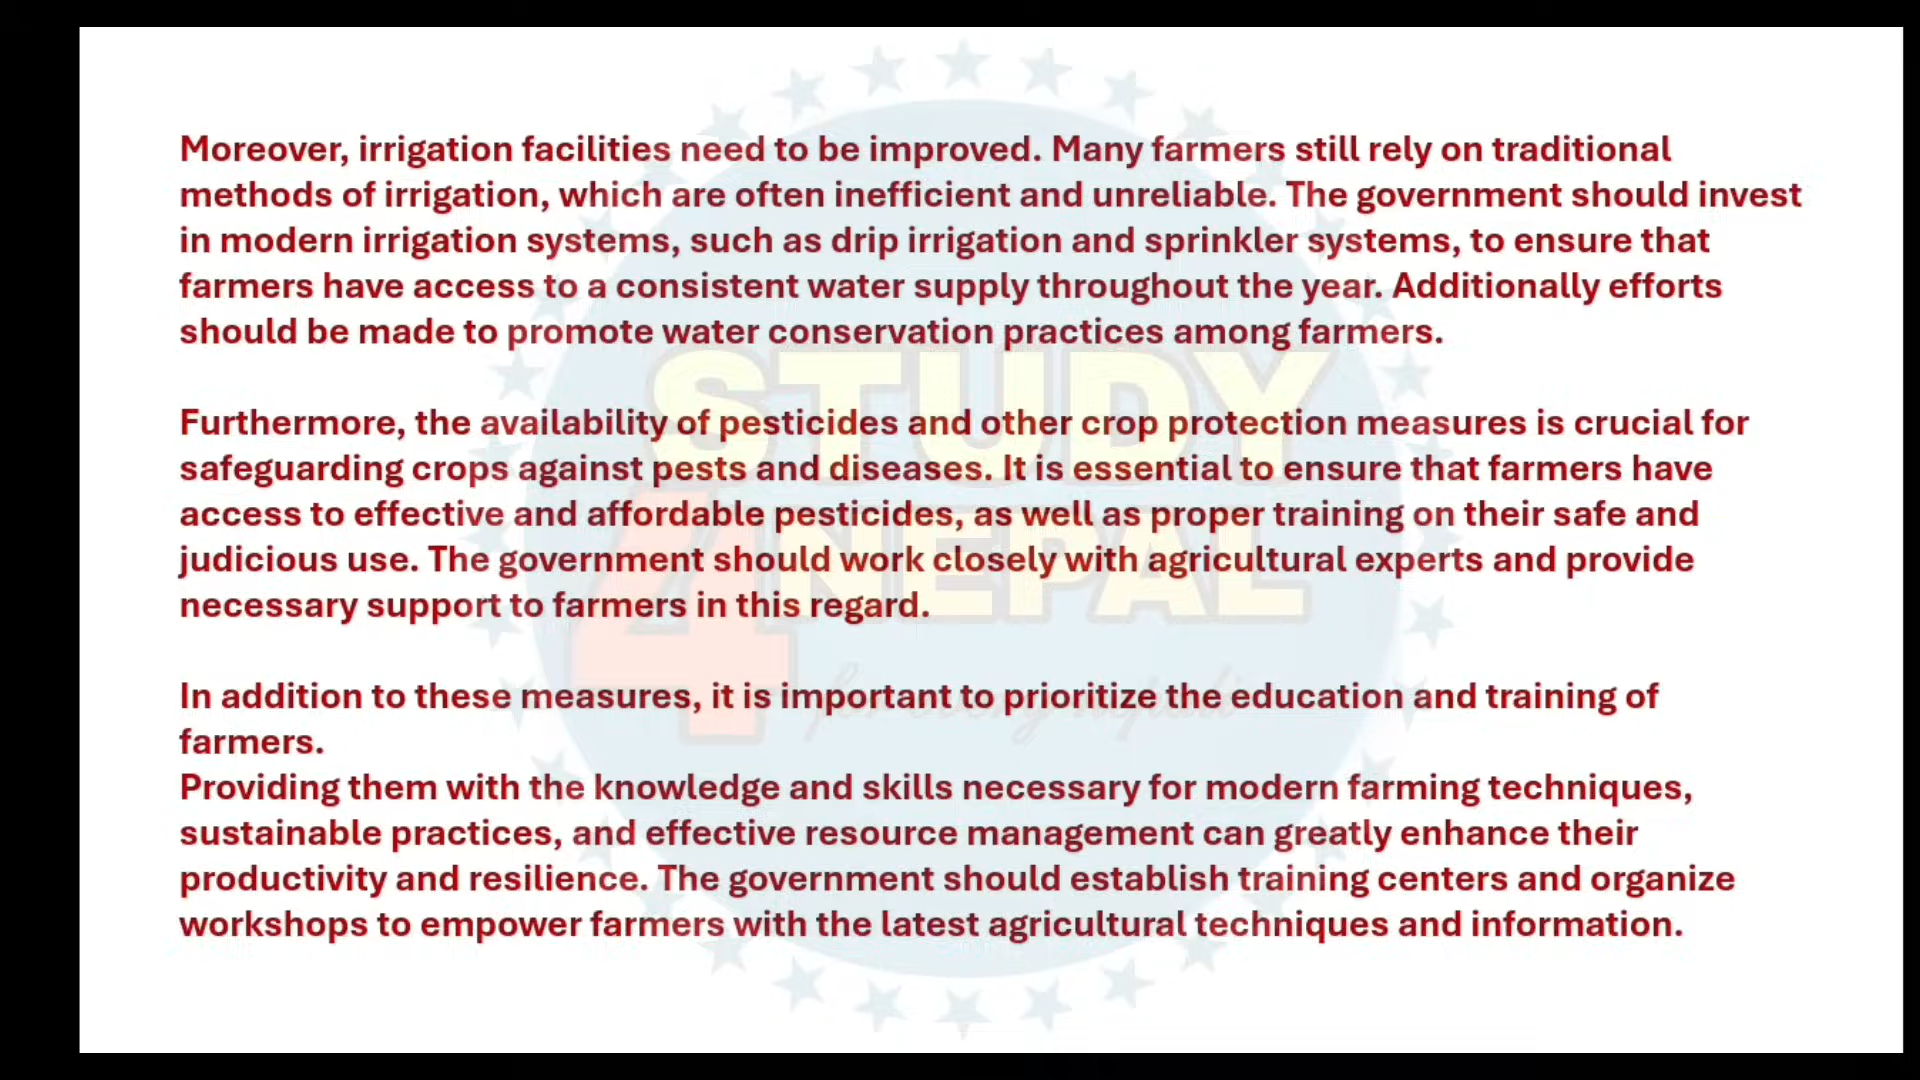 Moreover, irrigation facilities need to be improved. Many farmers still rely on traditional
methods of irrigation, which are often inefficient and unreliable. The government should invest
in modern irrigation systems, such as drip irrigation and sprinkler systems, to ensure that
farmers have access to a consistent water supply throughout the year. Additionally efforts
should be made to promote water conservation practices among farmers.
Furthermore, the availability of pesticides and other crop protection measures is crucial for
safeguarding crops against pests and diseases. It is essential to ensure that farmers have
access to effective and affordable pesticides, as well as proper training on their safe and
judicious use. The government should work closely with agricultural experts and provide
necessary support to farmers in this regard.
In addition to these measures, it is important to prioritize the education and training of
farmers.
Providing them with the knowledge and skills necessary for modern farming techniques,
sustainable practices, and effective resource management can greatly enhance their
productivity and resilience. The government should establish training centers and organize
workshops to empower farmers with the latest agricultural techniques and information.
STUDY
4 NEPAL
for every nepali